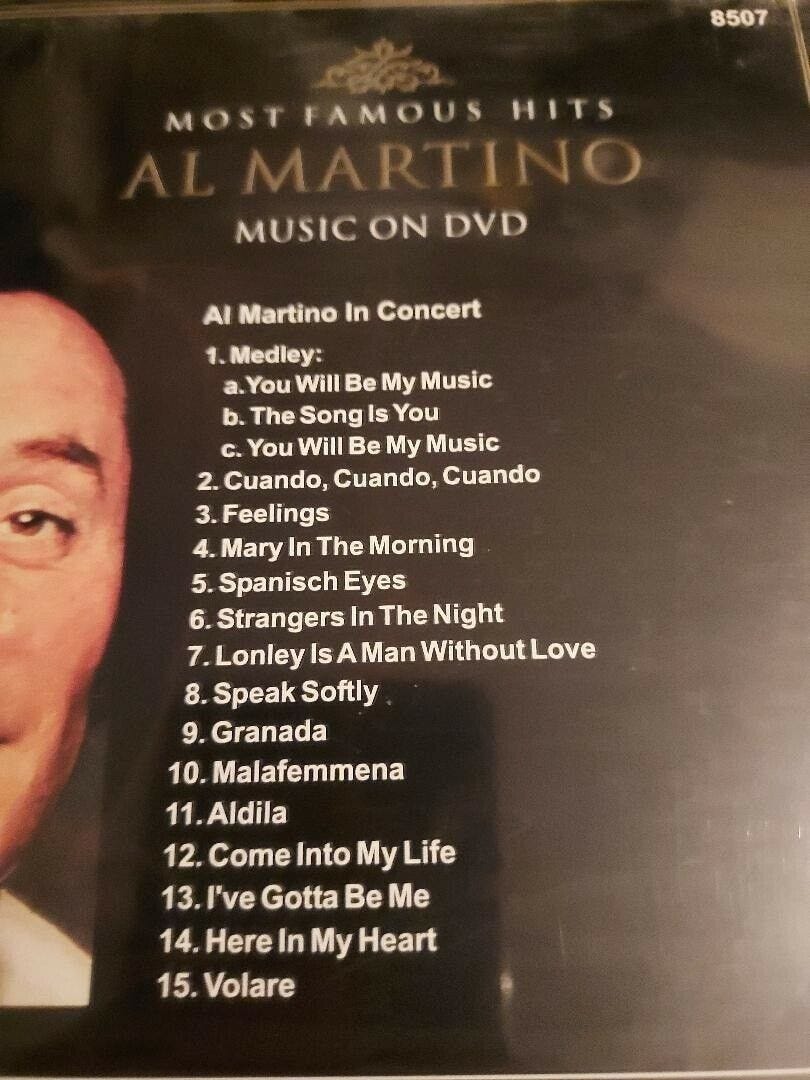 8507
MOST FAMOUS HITS
AL MARTINO
MUSIC ON DVD
Al Martino In Concert
1. Medley:
a. You Will Be My Music
b. The Song Is You
c. You Will Be My Music
2. Cuando, Cuando, Cuando
3. Feelings
4. Mary In The Morning
5. Spanisch Eyes
6. Strangers In The Night
7. Lonley Is A Man Without Love
8. Speak Softly
9. Granada
10. Malafemmena
11. Aldila
12. Come Into My Life
13. I've Gotta Be Me
14. Here In My Heart
15. Volare